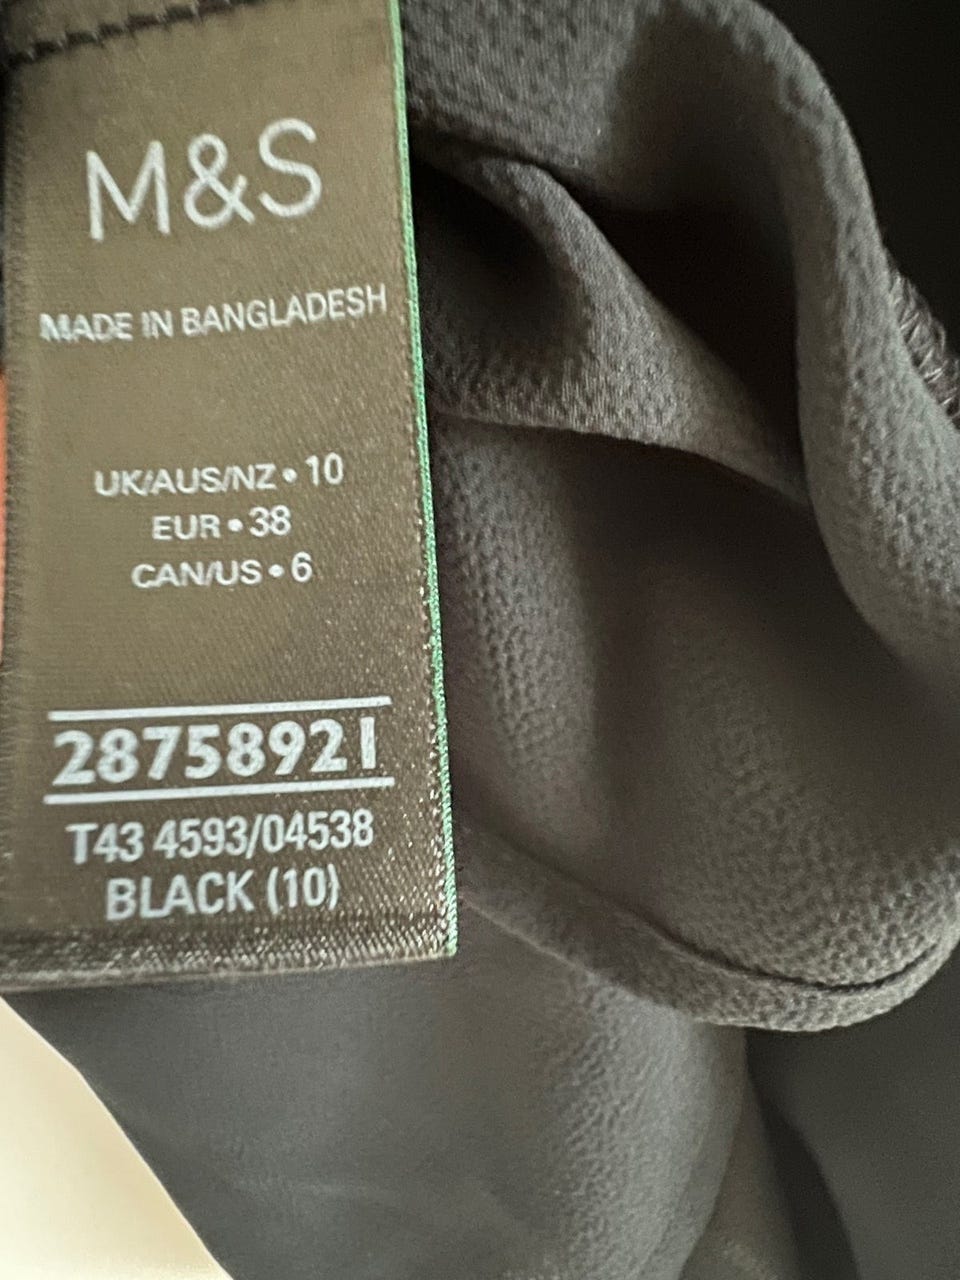 M&S
MADE IN BANGLADESH
UK/AUS/NZ • 10
EUR • 38
CAN/US • 6
28758921
T43 4593/04538
BLACK (10)